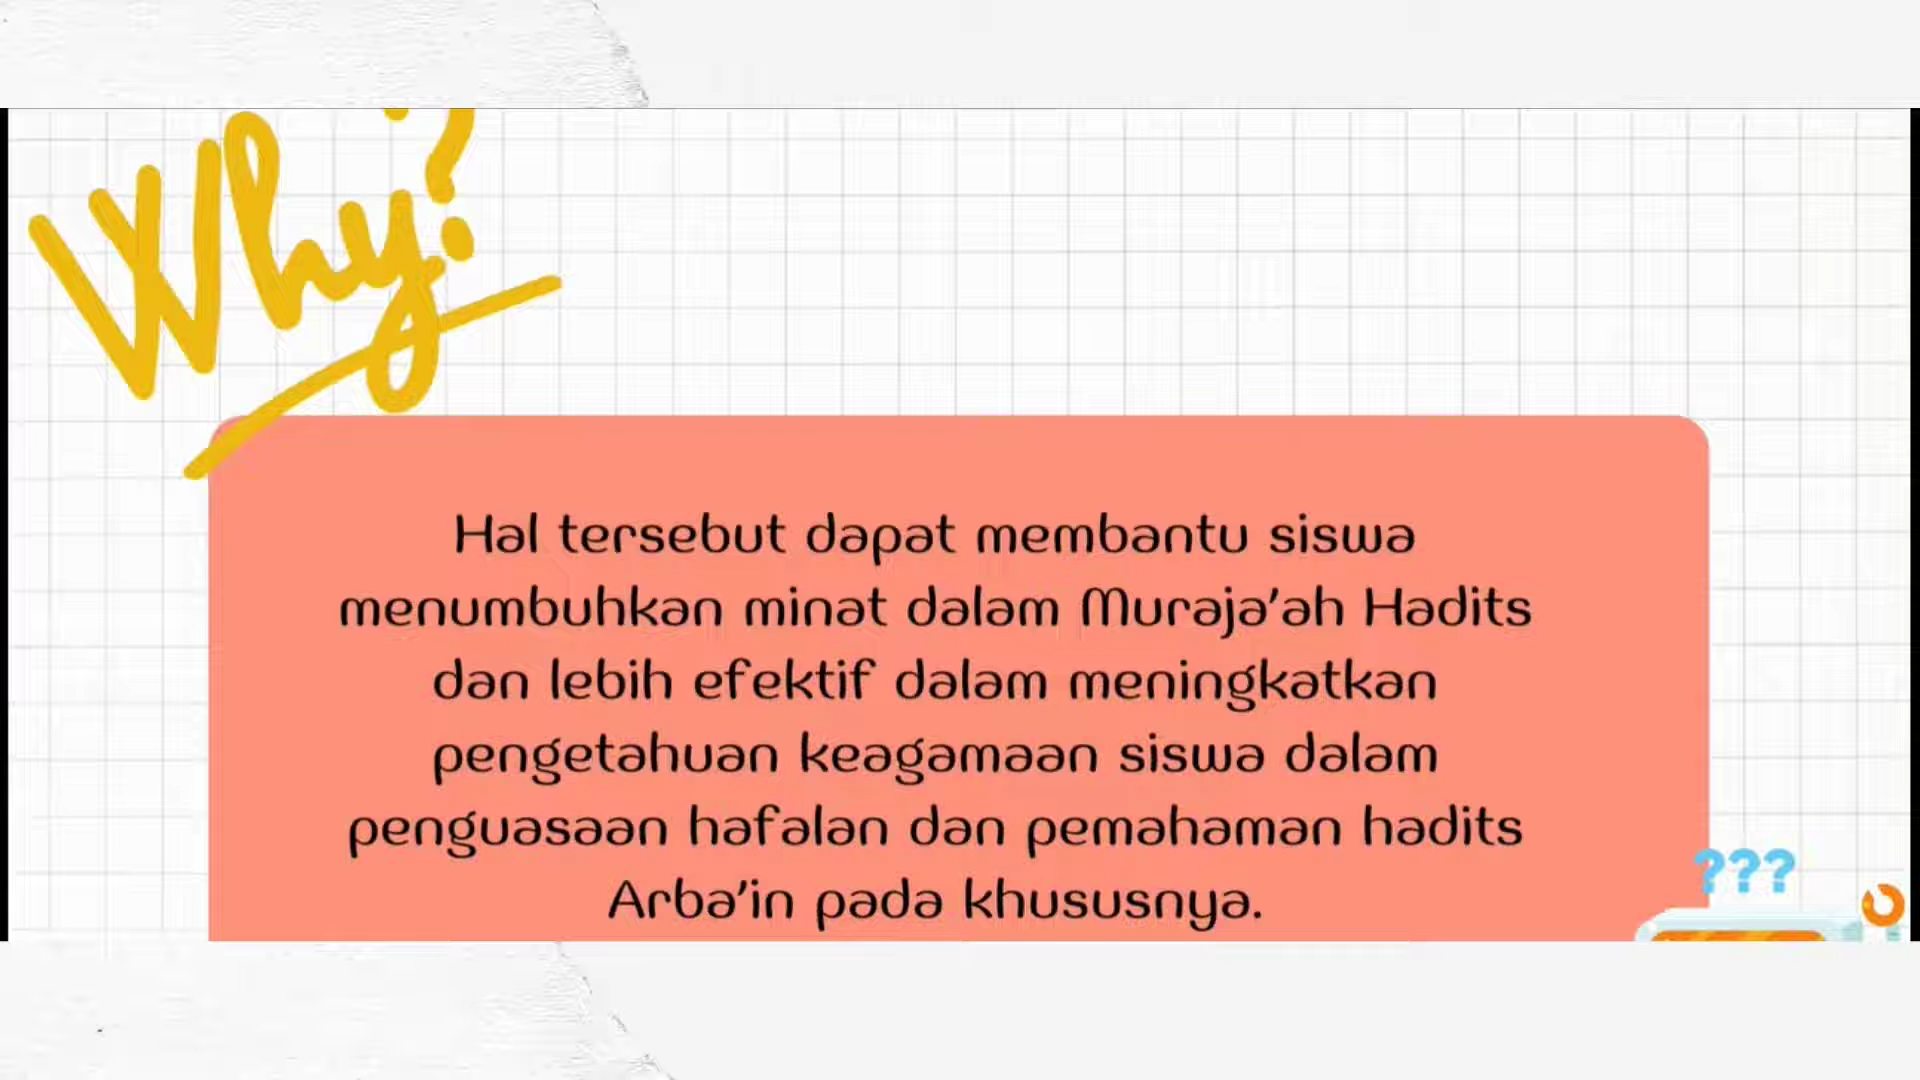 Why?
Hal tersebut dapat membantu siswa
menumbuhkan minat dalam Muraja'ah Hadits
dan lebih efektif dalam meningkatkan
pengetahuan keagamaan siswa dalam
penguasaan hafalan dan pemahaman hadits
Arba'in pada khususnya.
???